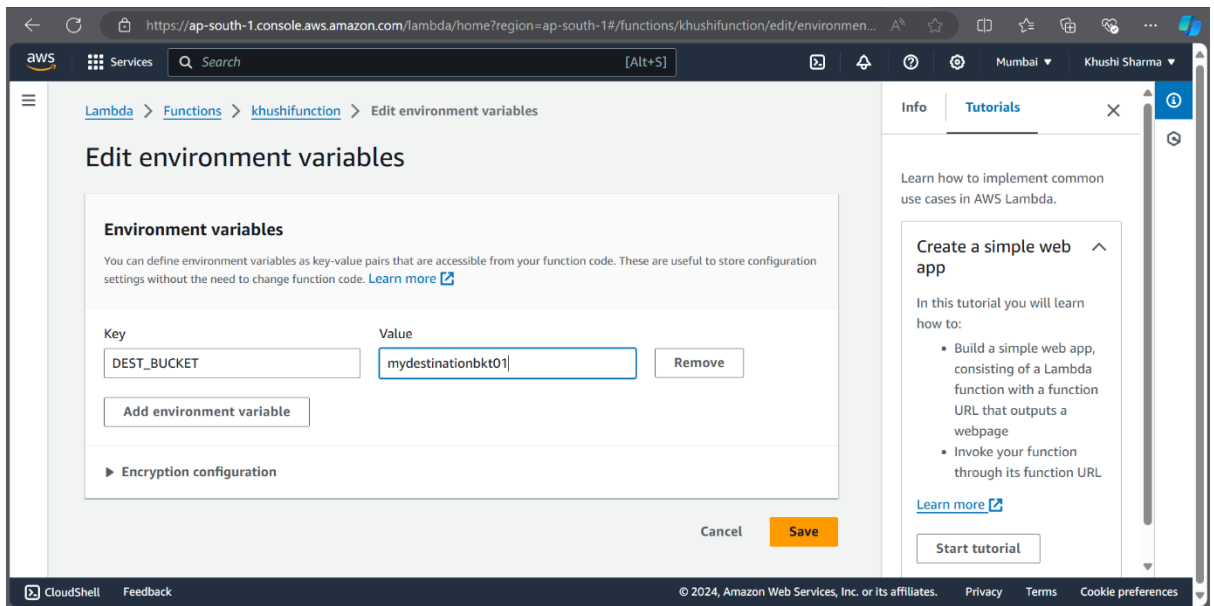 https://ap-south-1.console.aws.amazon.com/lambda/home?region=ap-south-1#/functions/khushifunction/edit/environmen...
aws Services Search [Alt+S] Mumbai Khushi Sharma
Lambda > Functions > khushifunction > Edit environment variables
Edit environment variables
Environment variables
You can define environment variables as key-value pairs that are accessible from your function code. These are useful to store configuration
settings without the need to change function code. Learn more
Key Value
DEST_BUCKET mydestinationbkt01 Remove
Add environment variable
Encryption configuration
Cancel Save
Info Tutorials
Learn how to implement common
use cases in AWS Lambda.
Create a simple web
app
In this tutorial you will learn
how to:
• Build a simple web app,
consisting of a Lambda
function with a function
URL that outputs a
webpage
• Invoke your function
through its function URL
Learn more
Start tutorial
CloudShell Feedback © 2024, Amazon Web Services, Inc. or its affiliates. Privacy Terms Cookie preferences